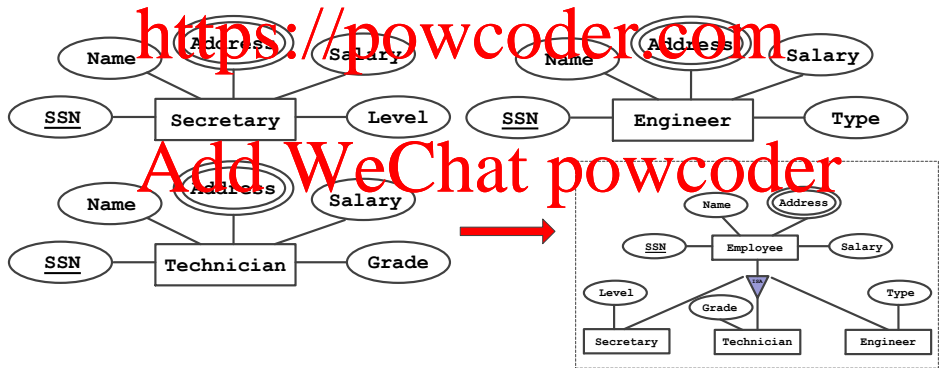 https://powcoder.com
Name
Address
Salary
SSN
Secretary
Level
Name
Address
Salary
SSN
Engineer
Type
Add WeChat powcoder
Name
Address
Salary
SSN
Technician
Grade
Name
Address
SSN
Employee
Salary
ISA
Level
Grade
Type
Secretary
Technician
Engineer